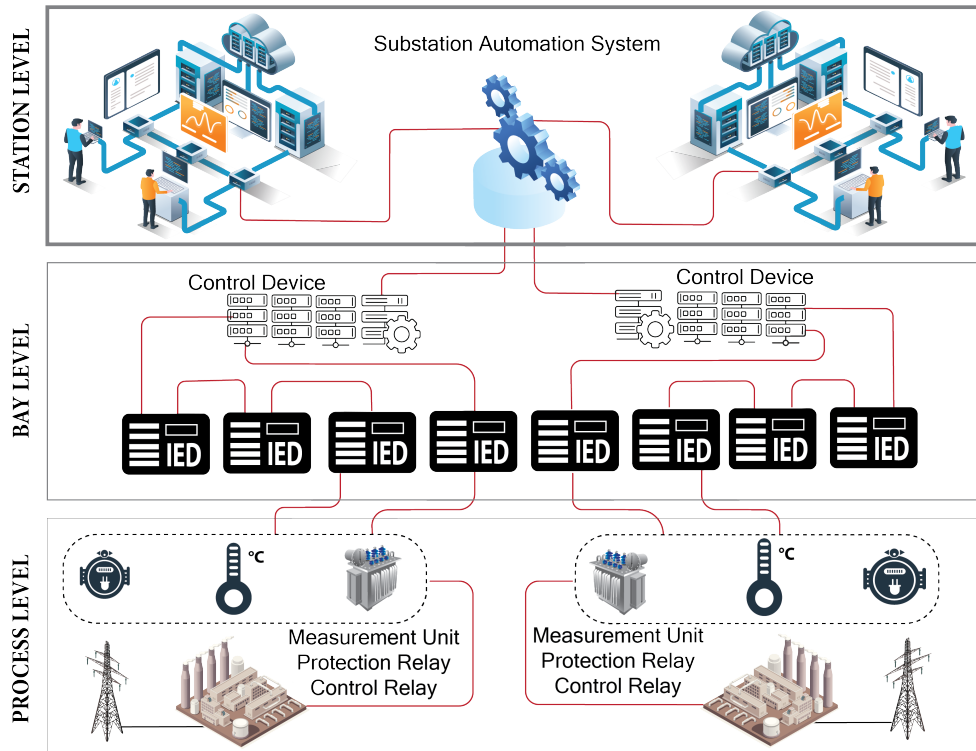 STATION LEVEL
Substation Automation System
BAY LEVEL
Control Device
Control Device
IED
IED
IED
IED
IED
IED
IED
IED
PROCESS LEVEL
°C
°C
Measurement Unit
Protection Relay
Control Relay
Measurement Unit
Protection Relay
Control Relay